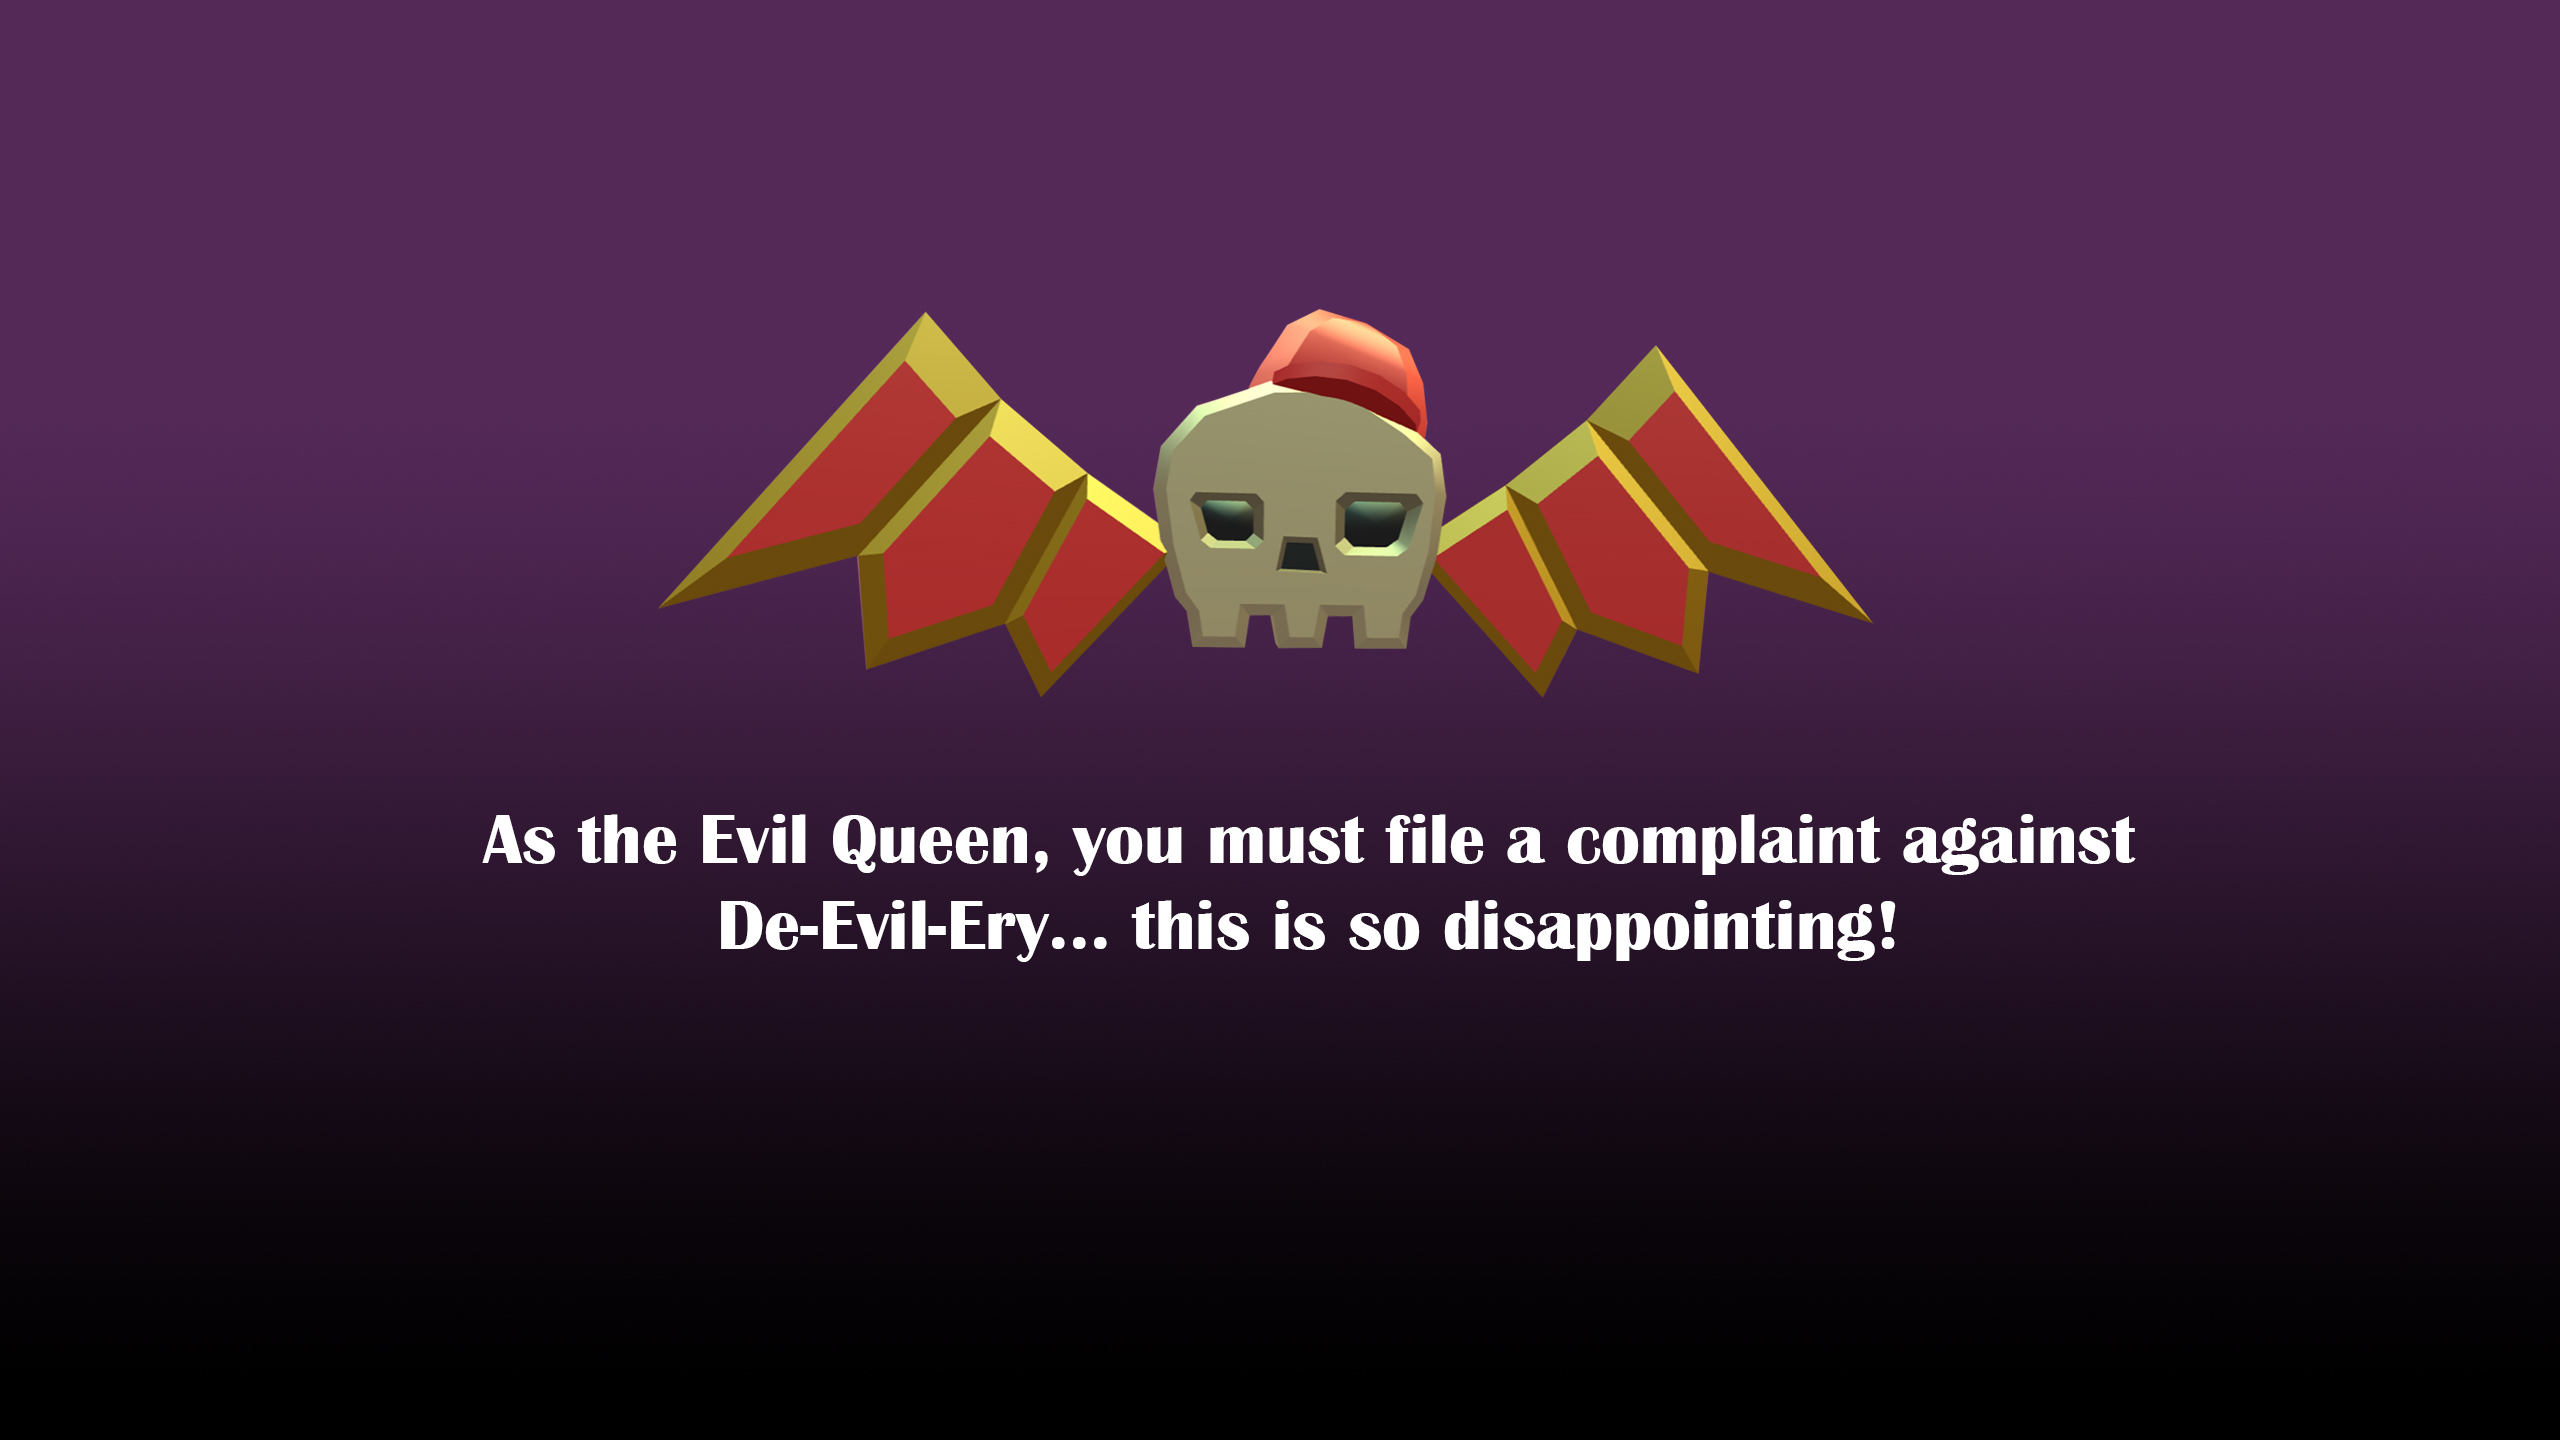 As the Evil Queen, you must file a complaint against
De-Evil-Ery... this is so disappointing!